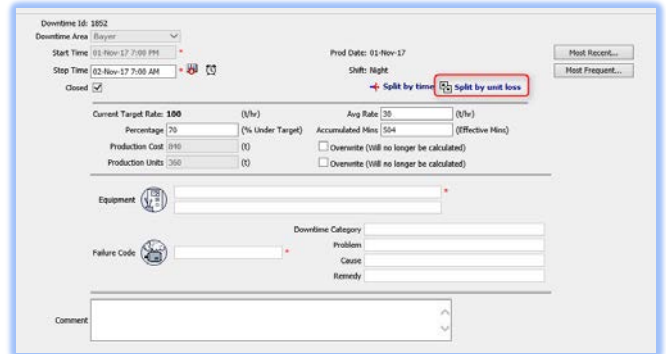 Downtime Id: 1852
Downtime Area Bayer
Start Time 01-Nov-17 7:00 PM * Prod Date: 01-Nov-17 Most Recent...
Stop Time 02-Nov-17 7:00 AM * Shift: Night Most Frequent...
Closed Split by time Split by unit loss
Current Target Rate: 100 (t/hr) Avg Rate 30 (t/hr)
Percentage 70 (% Under Target) Accumulated Mins 504 (Effective Mins)
Production Cost 840 (t) Overwrite (Will no longer be calculated)
Production Units 360 (t) Overwrite (Will no longer be calculated)
Equipment *
Downtime Category
Failure Code * Problem
Cause
Remedy
Comment